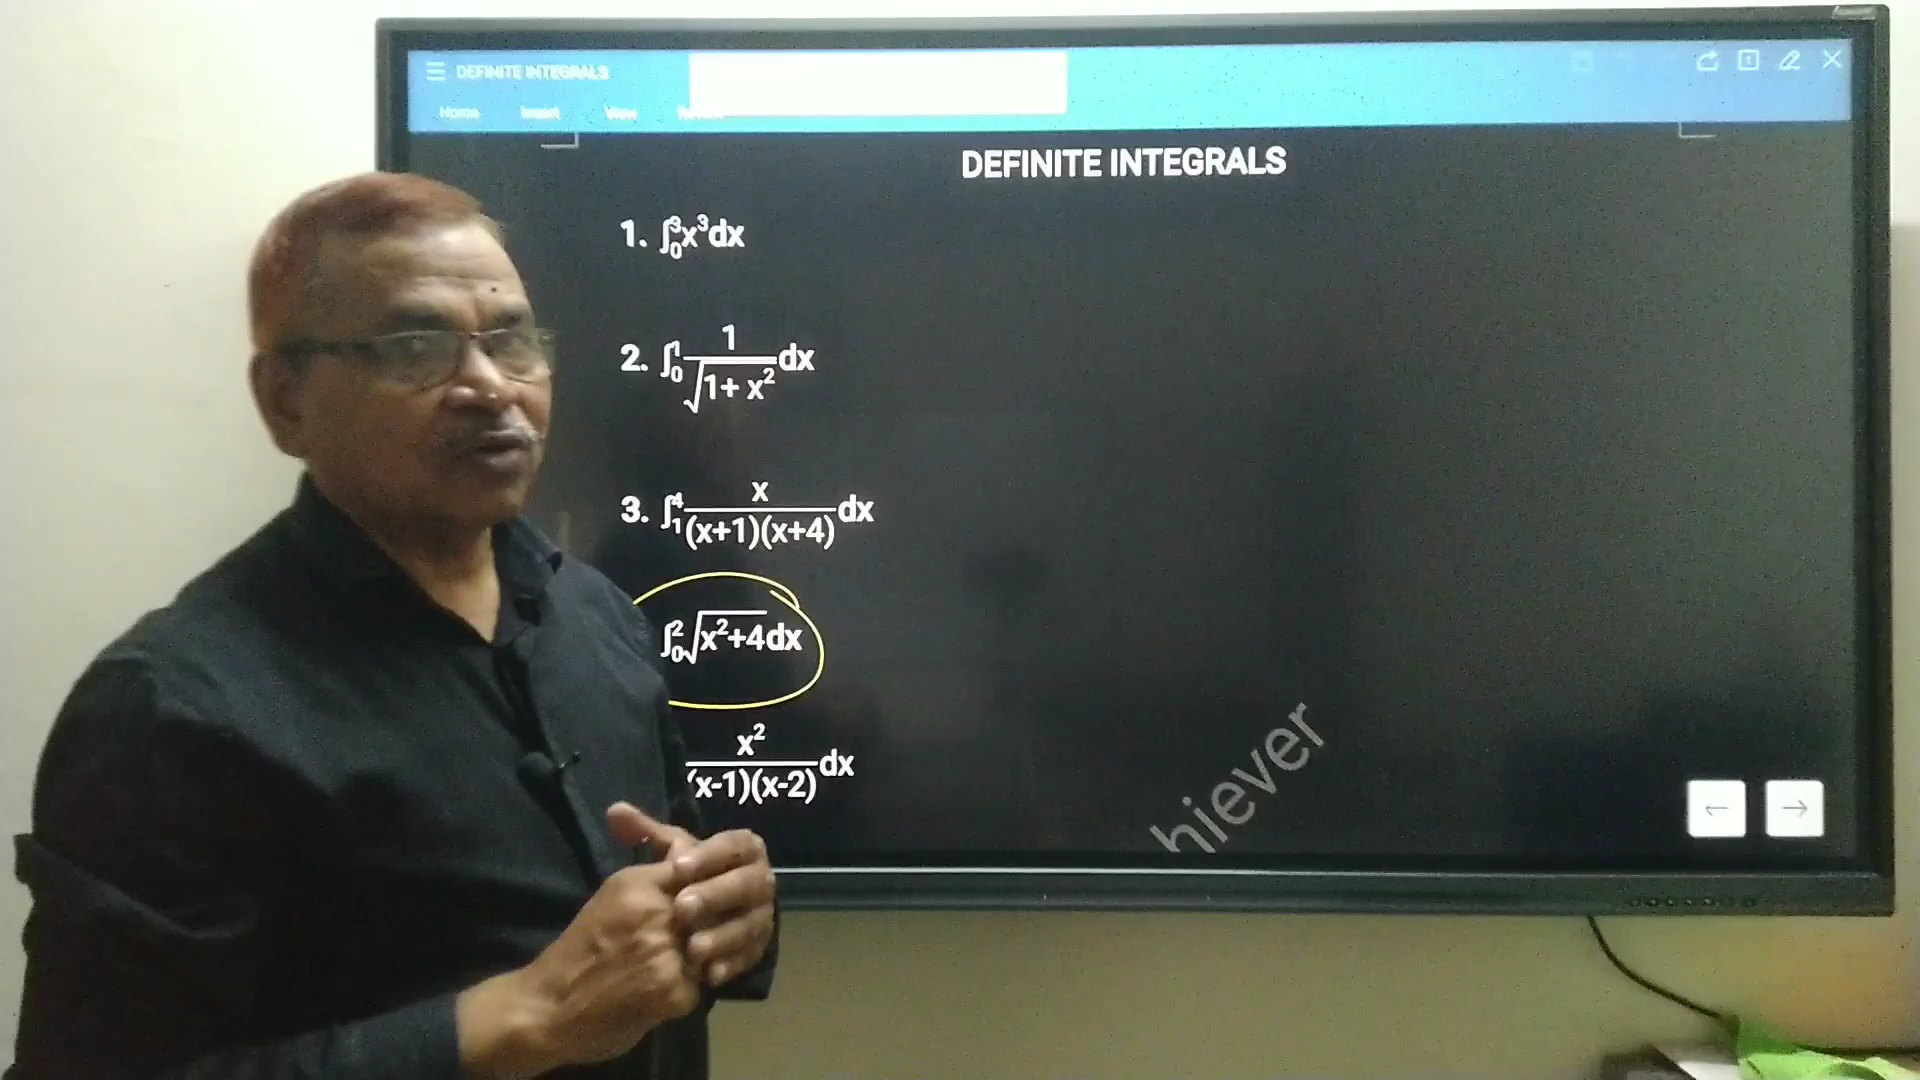 DEFINITE INTEGRALS
Home Insert View Review
DEFINITE INTEGRALS
1. ∫₀³x³dx
2. ∫₀¹ 1/√(1+ x²) dx
3. ∫₁⁴ x/((x+1)(x+4)) dx
∫₀²√(x²+4)dx
x²/((x-1)(x-2)) dx
hiever